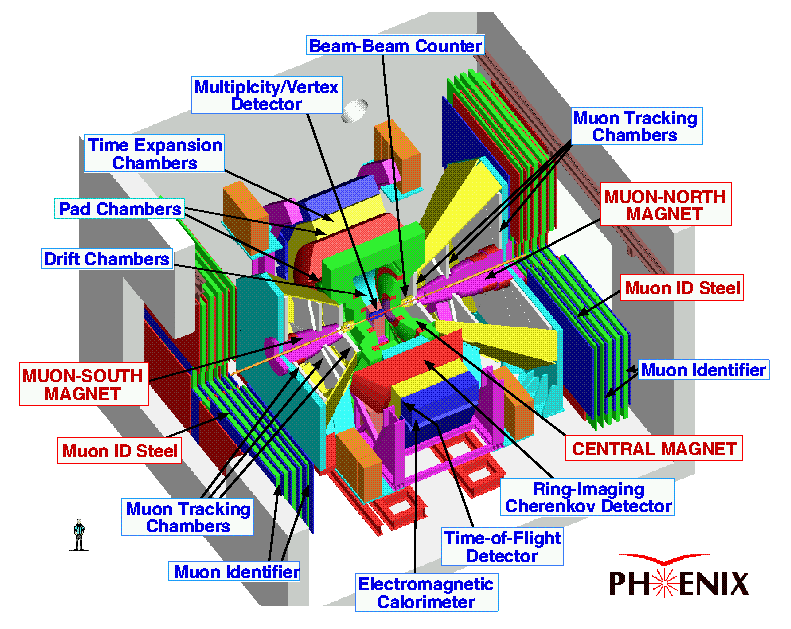 Beam-Beam Counter
Multiplcity/Vertex
Detector
Muon Tracking
Chambers
Time Expansion
Chambers
MUON-NORTH
MAGNET
Pad Chambers
Drift Chambers
Muon ID Steel
MUON-SOUTH
MAGNET
Muon Identifier
Muon ID Steel
CENTRAL MAGNET
Ring-Imaging
Cherenkov Detector
Muon Tracking
Chambers
Time-of-Flight
Detector
Muon Identifier
Electromagnetic
Calorimeter
PHENIX